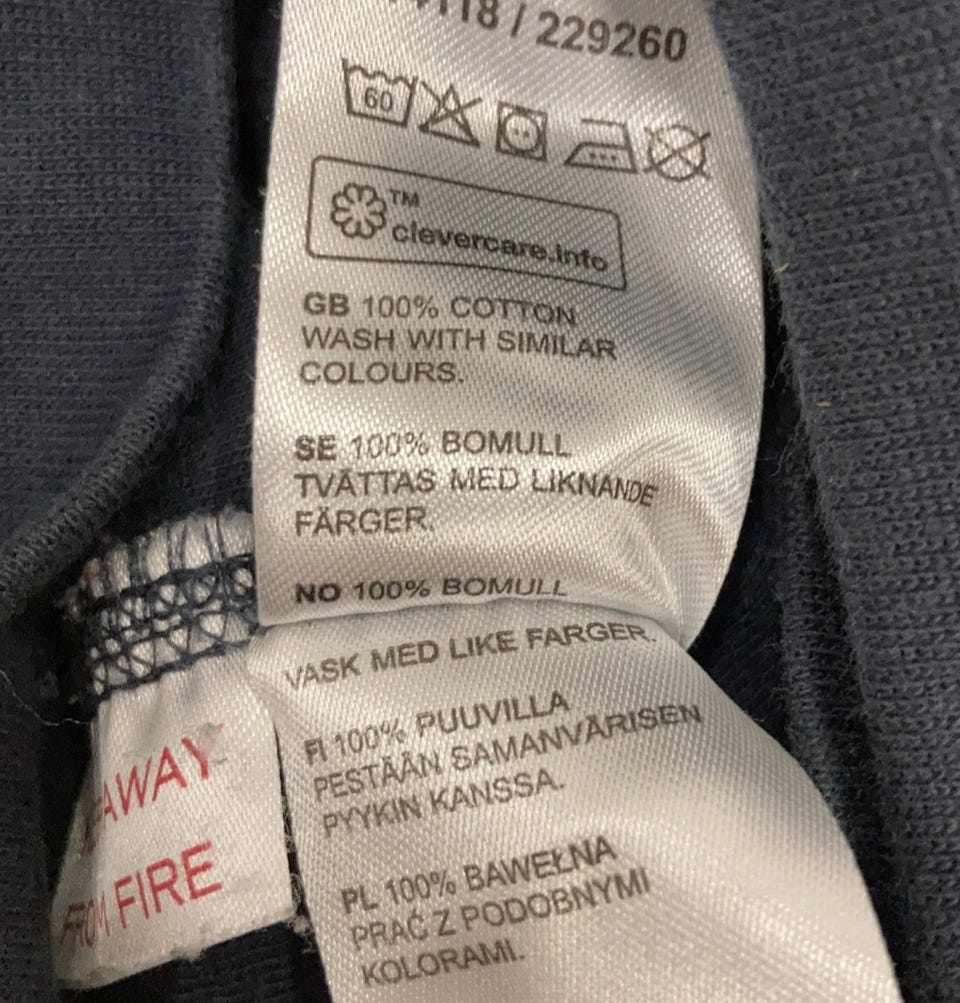 / 229260
60
TM
clevercare.info
GB 100% COTTON
WASH WITH SIMILAR
COLOURS.
SE 100% BOMULL
TVÄTTAS MED LIKNANDE
FÄRGER.
NO 100% BOMULL
VASK MED LIKE FARGER.
FI 100% PUUVILLA
PESTÄÄN SAMANVÄRISEN
PYYKIN KANSSA.
PL 100% BAWEŁNA
PRAĆ Z PODOBNYMI
KOLORAMI.
AWAY
FROM FIRE